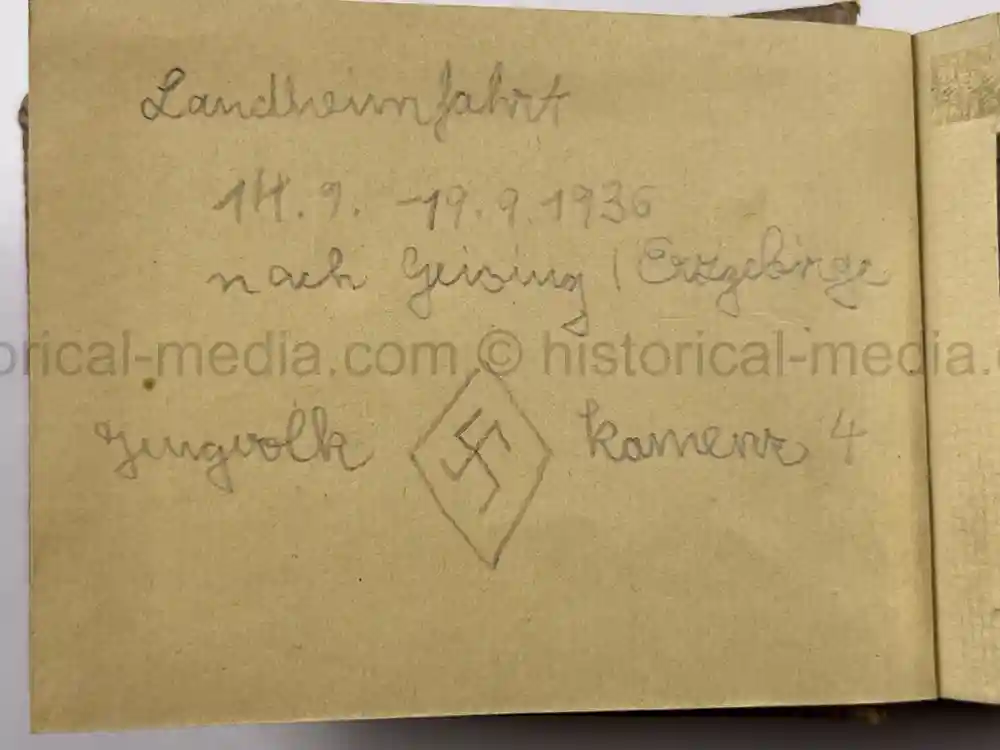 Landheimfahrt
14.9. - 19.9.1936
nach Geising / Erzgebirge
orical-media.com © historical-media.
Jungvolk Kamenz 4